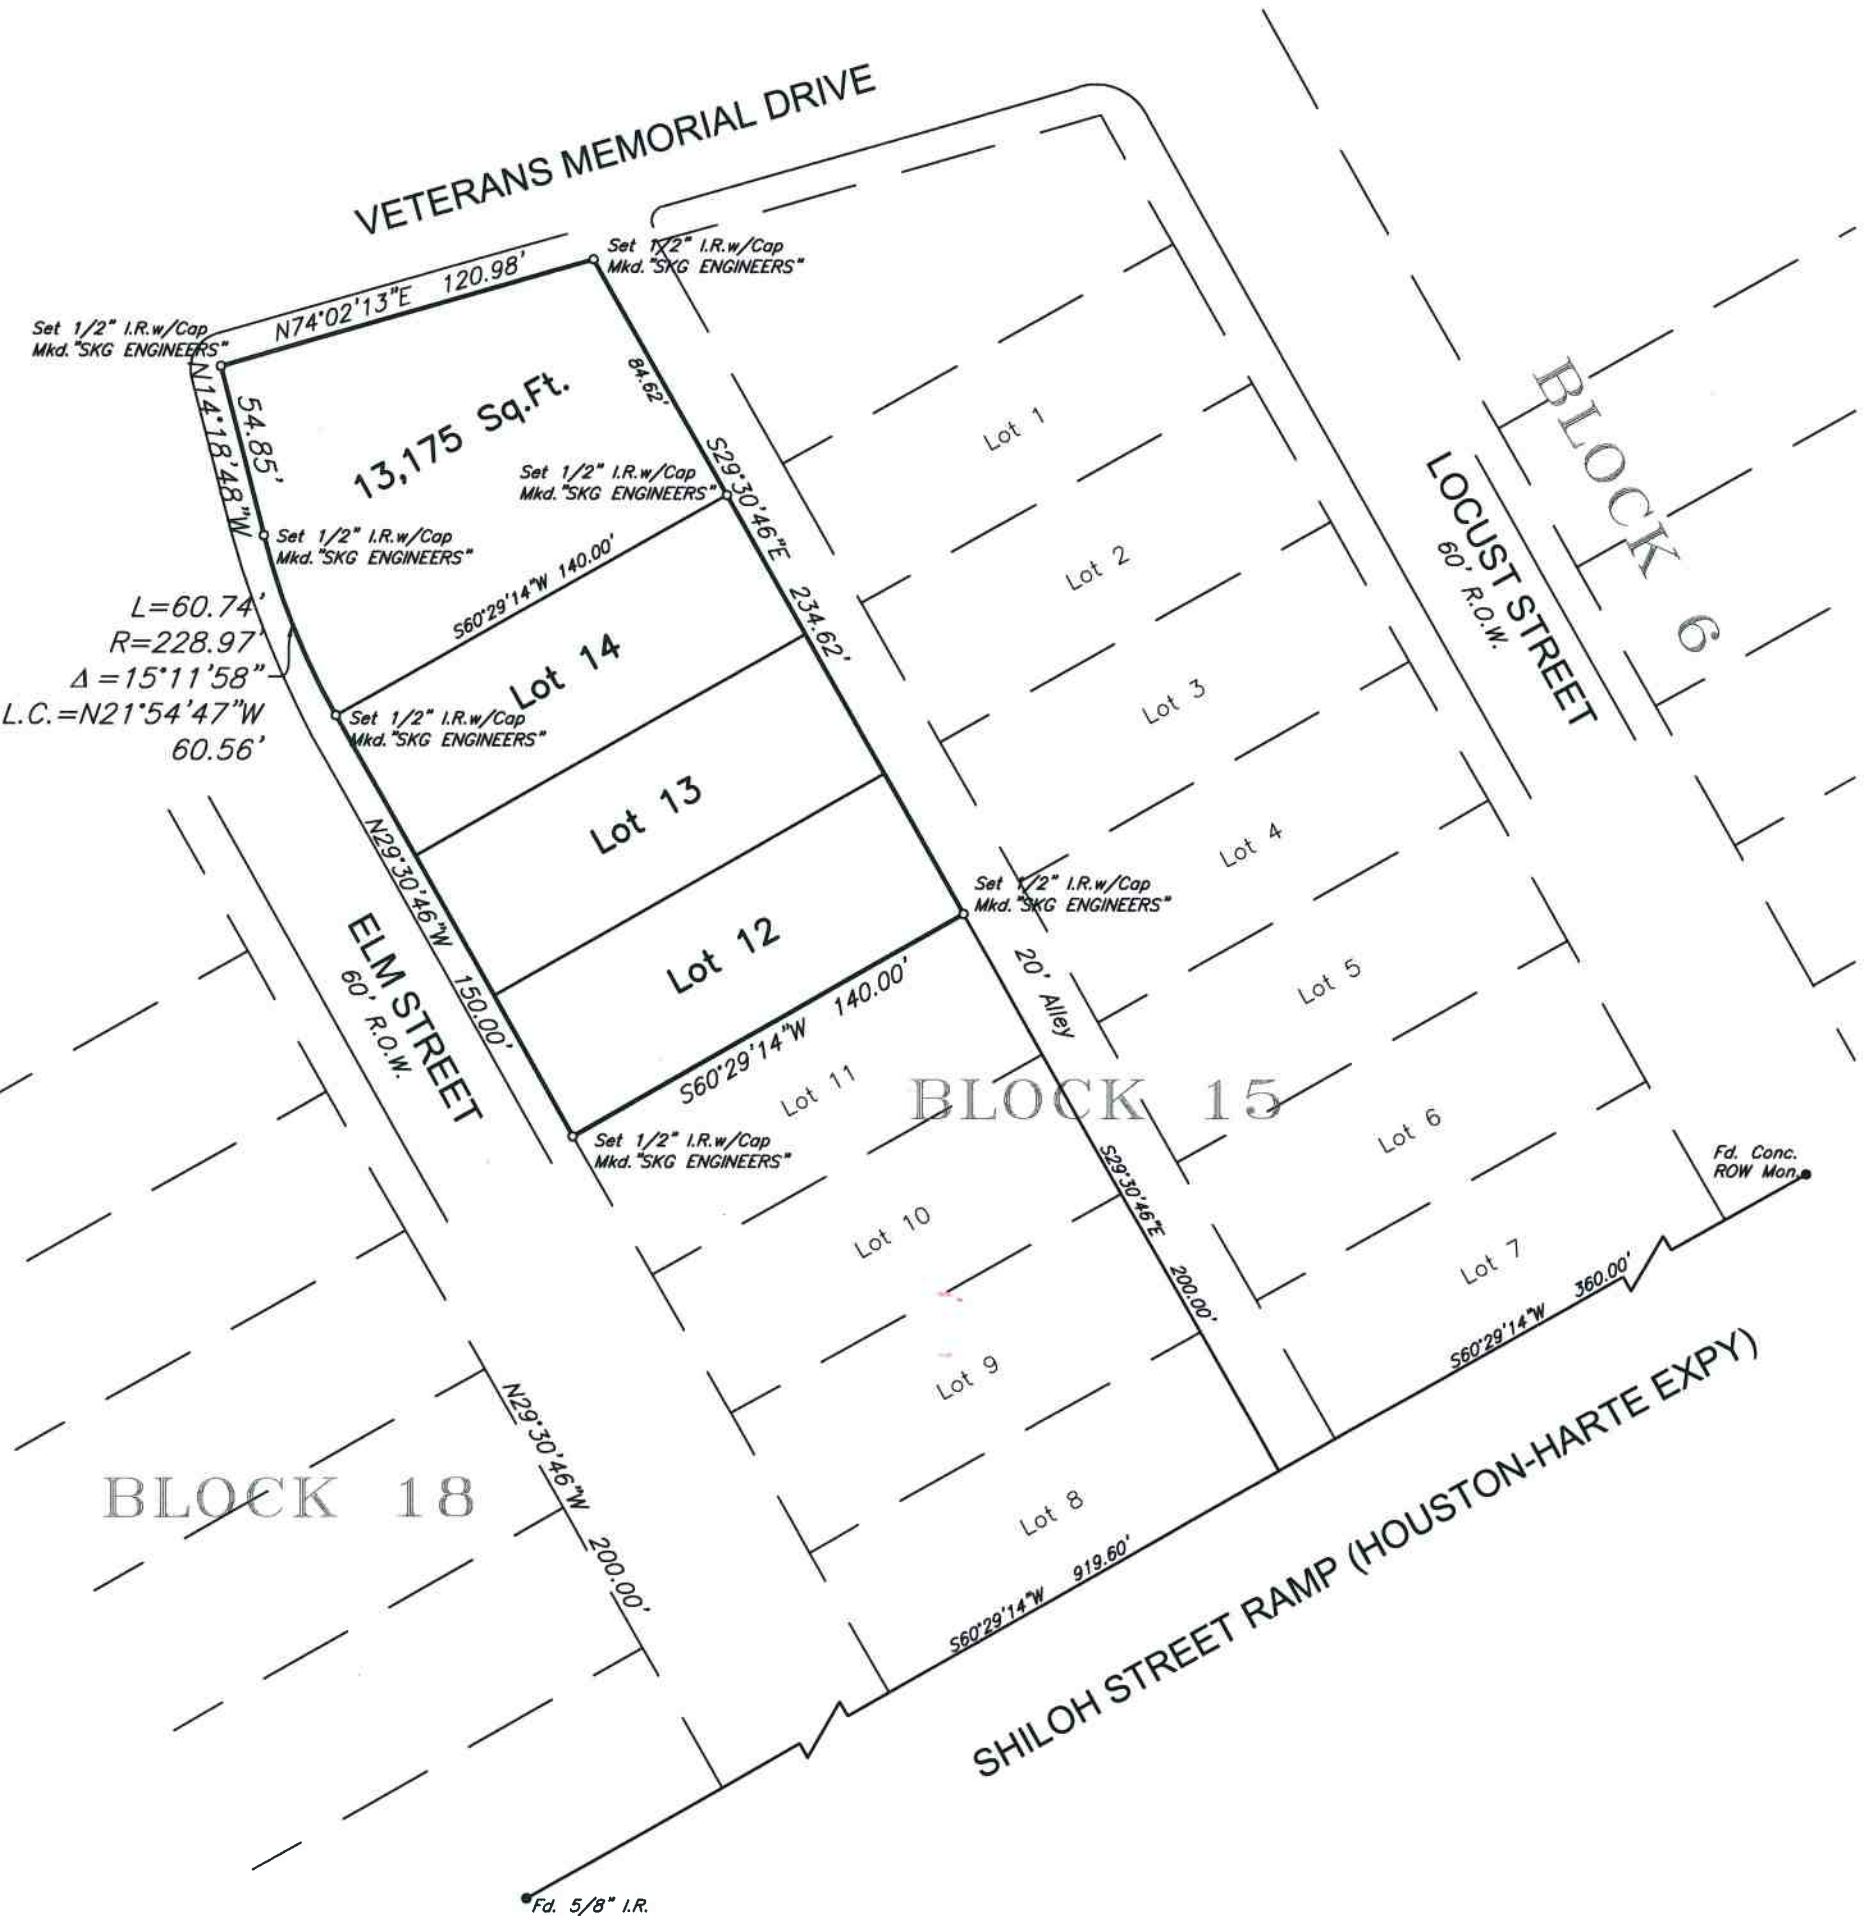 VETERANS MEMORIAL DRIVE
Set 1/2" I.R.w/Cap
Mkd."SKG ENGINEERS"
N74°02'13"E 120.98'
Set 1/2" I.R.w/Cap
Mkd."SKG ENGINEERS"
N14°18'48"W
54.85'
13,175 Sq.Ft.
84.62'
S29°30'46"E 234.62'
Set 1/2" I.R.w/Cap
Mkd."SKG ENGINEERS"
Set 1/2" I.R.w/Cap
Mkd."SKG ENGINEERS"
S60°29'14"W 140.00'
L=60.74'
R=228.97'
Δ=15°11'58"
L.C.=N21°54'47"W
60.56'
Set 1/2" I.R.w/Cap
Mkd."SKG ENGINEERS"
Lot 14
Lot 13
Lot 12
N29°30'46"W 150.00'
ELM STREET
60' R.O.W.
S60°29'14"W 140.00'
Set 1/2" I.R.w/Cap
Mkd."SKG ENGINEERS"
Set 1/2" I.R.w/Cap
Mkd."SKG ENGINEERS"
20' Alley
Lot 1
Lot 2
Lot 3
Lot 4
Lot 5
Lot 6
Lot 7
LOCUST STREET
60' R.O.W.
BLOCK 6
BLOCK 15
Lot 11
Lot 10
Lot 9
Lot 8
S29°30'46"E 200.00'
Fd. Conc.
ROW Mon.
S60°29'14"W 360.00'
N29°30'46"W 200.00'
BLOCK 18
S60°29'14"W 919.60'
SHILOH STREET RAMP (HOUSTON-HARTE EXPY)
Fd. 5/8" I.R.